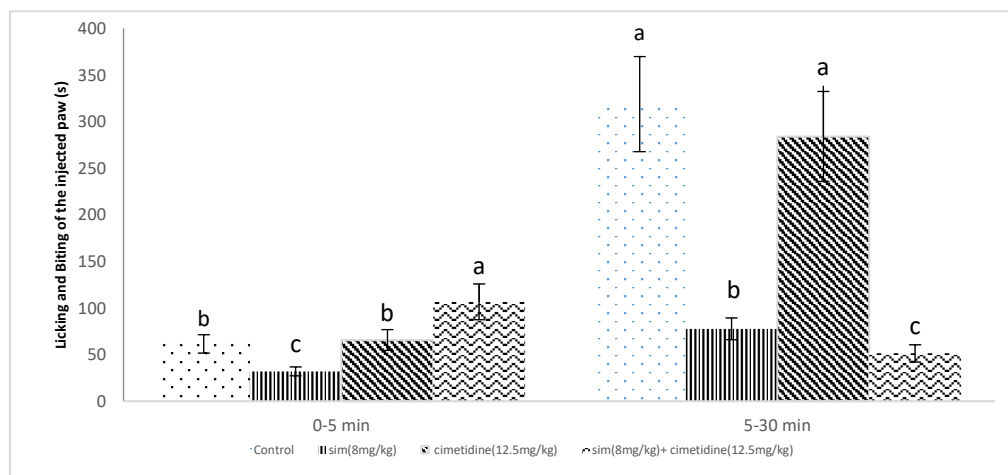 400
350
300
250
200
150
100
50
0
Licking and Biting of the injected paw (s)
b
c
b
a
a
b
a
c
0-5 min
5-30 min
Control
sim(8mg/kg)
cimetidine(12.5mg/kg)
sim(8mg/kg)+ cimetidine(12.5mg/kg)